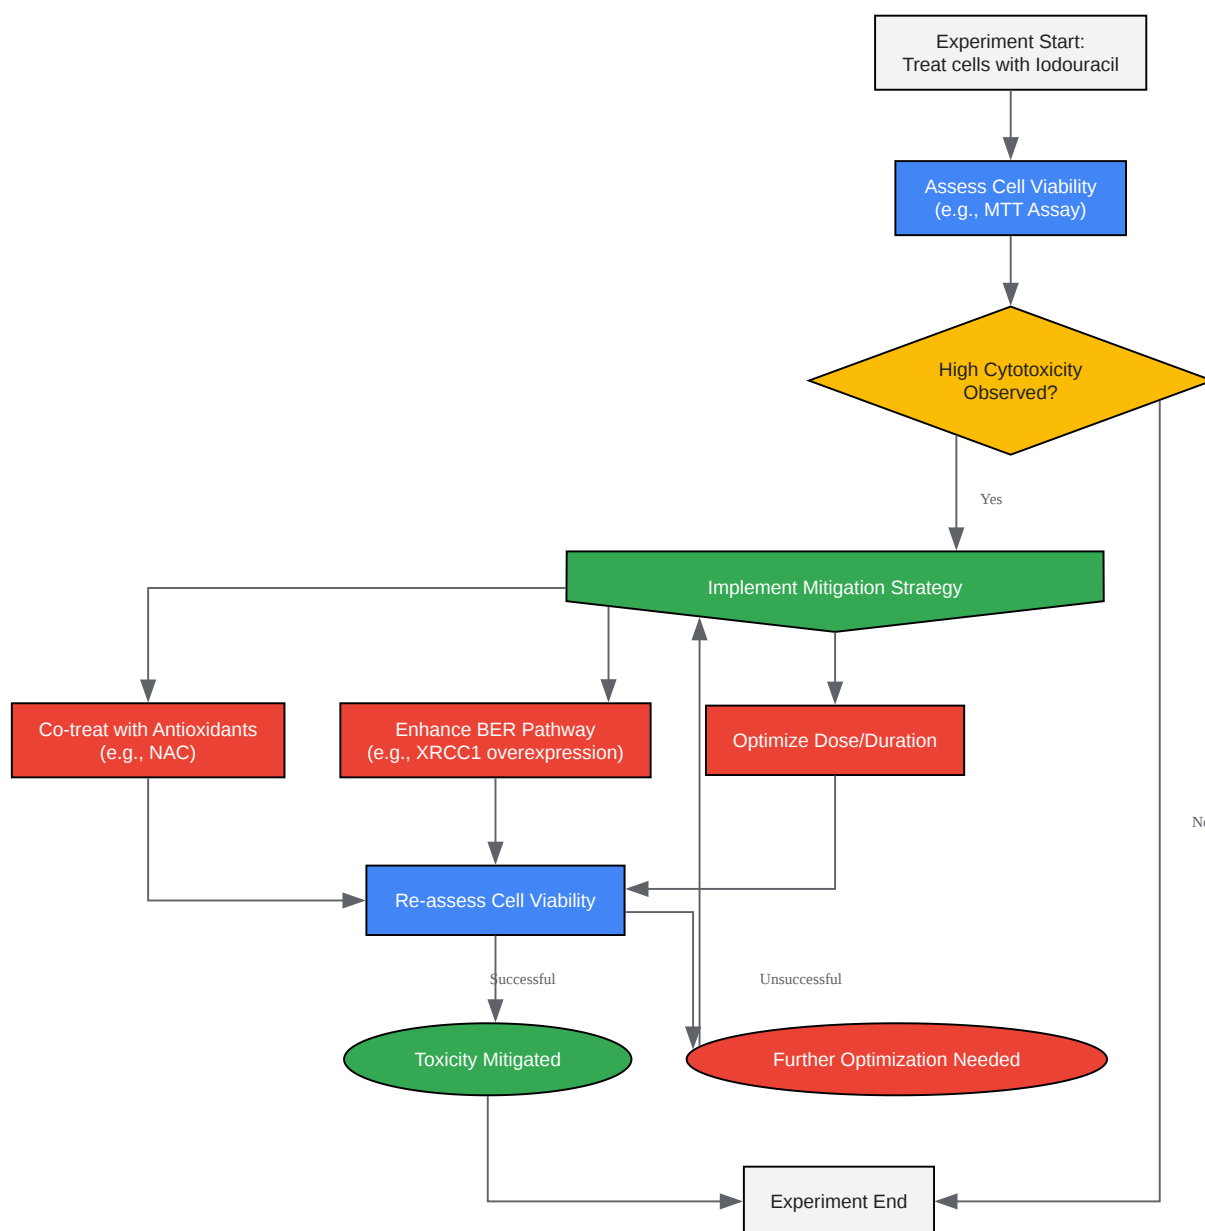 Experiment Start:
Treat cells with Iodouracil
Assess Cell Viability
(e.g., MTT Assay)
High Cytotoxicity
Observed?
Yes
Implement Mitigation Strategy
Co-treat with Antioxidants
(e.g., NAC)
Enhance BER Pathway
(e.g., XRCC1 overexpression)
Optimize Dose/Duration
No
Re-assess Cell Viability
Successful
Unsuccessful
Toxicity Mitigated
Further Optimization Needed
Experiment End